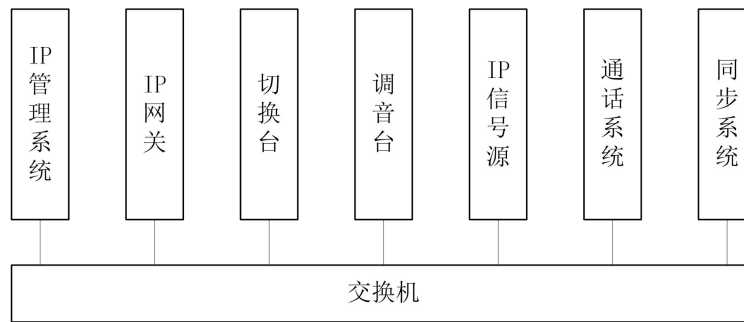 IP管理系统
IP网关
切换台
调音台
IP信号源
通话系统
同步系统
交换机